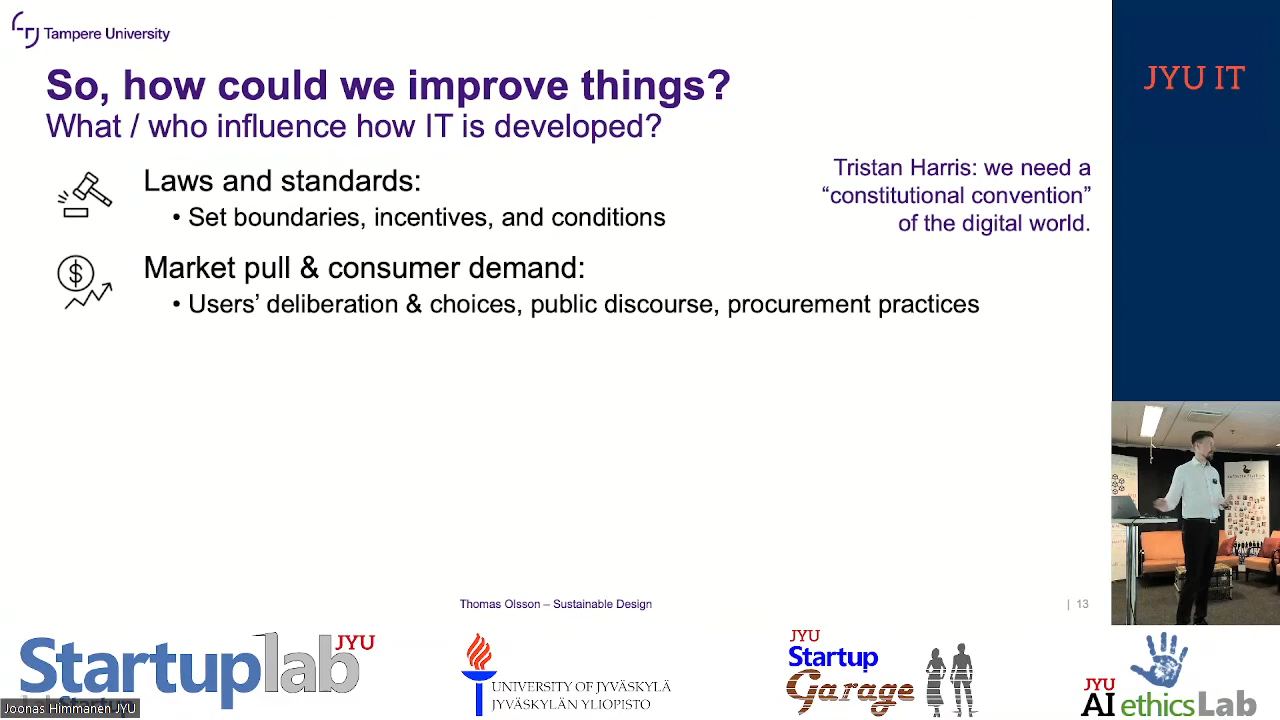 Tampere University
JYU IT
So, how could we improve things?
What / who influence how IT is developed?
Laws and standards:
• Set boundaries, incentives, and conditions
Tristan Harris: we need a
“constitutional convention”
of the digital world.
Market pull & consumer demand:
• Users’ deliberation & choices, public discourse, procurement practices
Thomas Olsson – Sustainable Design
| 13
Startuplab JYU
Joonas Himmanen JYU
UNIVERSITY OF JYVÄSKYLÄ
JYVÄSKYLÄN YLIOPISTO
JYU
Startup
Garage
JYU
AI ethicsLab